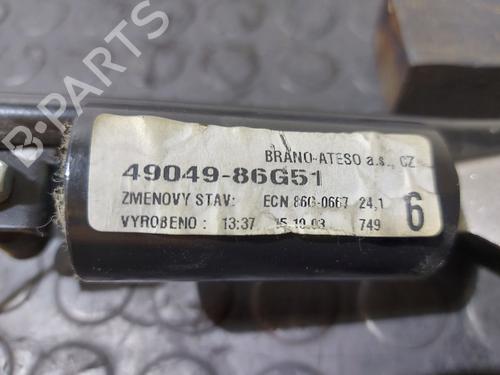 B-PARTS
BRANO-ATESO a.s., CZ
49049-86G51
ZMENOVY STAV: ECN 86G-0667 24,1
VYROBENO : 13:37 15.10.03 749 6